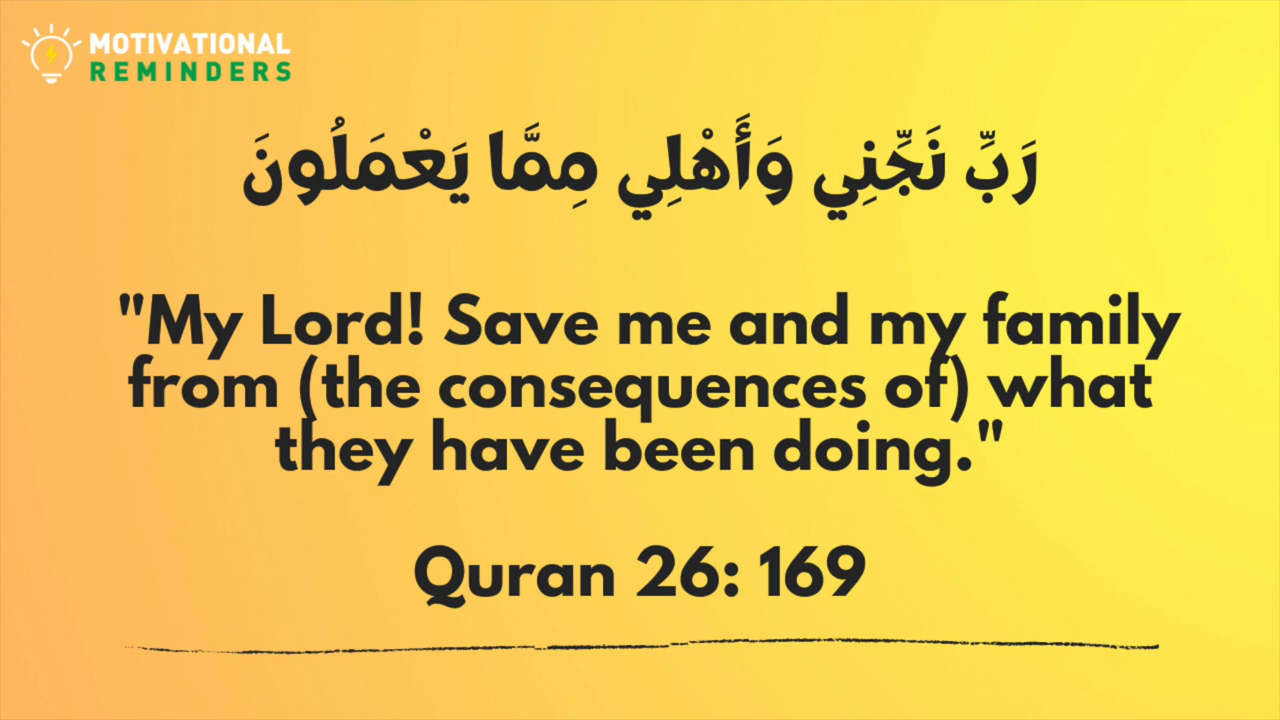 MOTIVATIONAL
REMINDERS
رَبِّ نَجِّنِي وَأَهْلِي مِمَّا يَعْمَلُونَ
"My Lord! Save me and my family
from (the consequences of) what
they have been doing."
Quran 26: 169